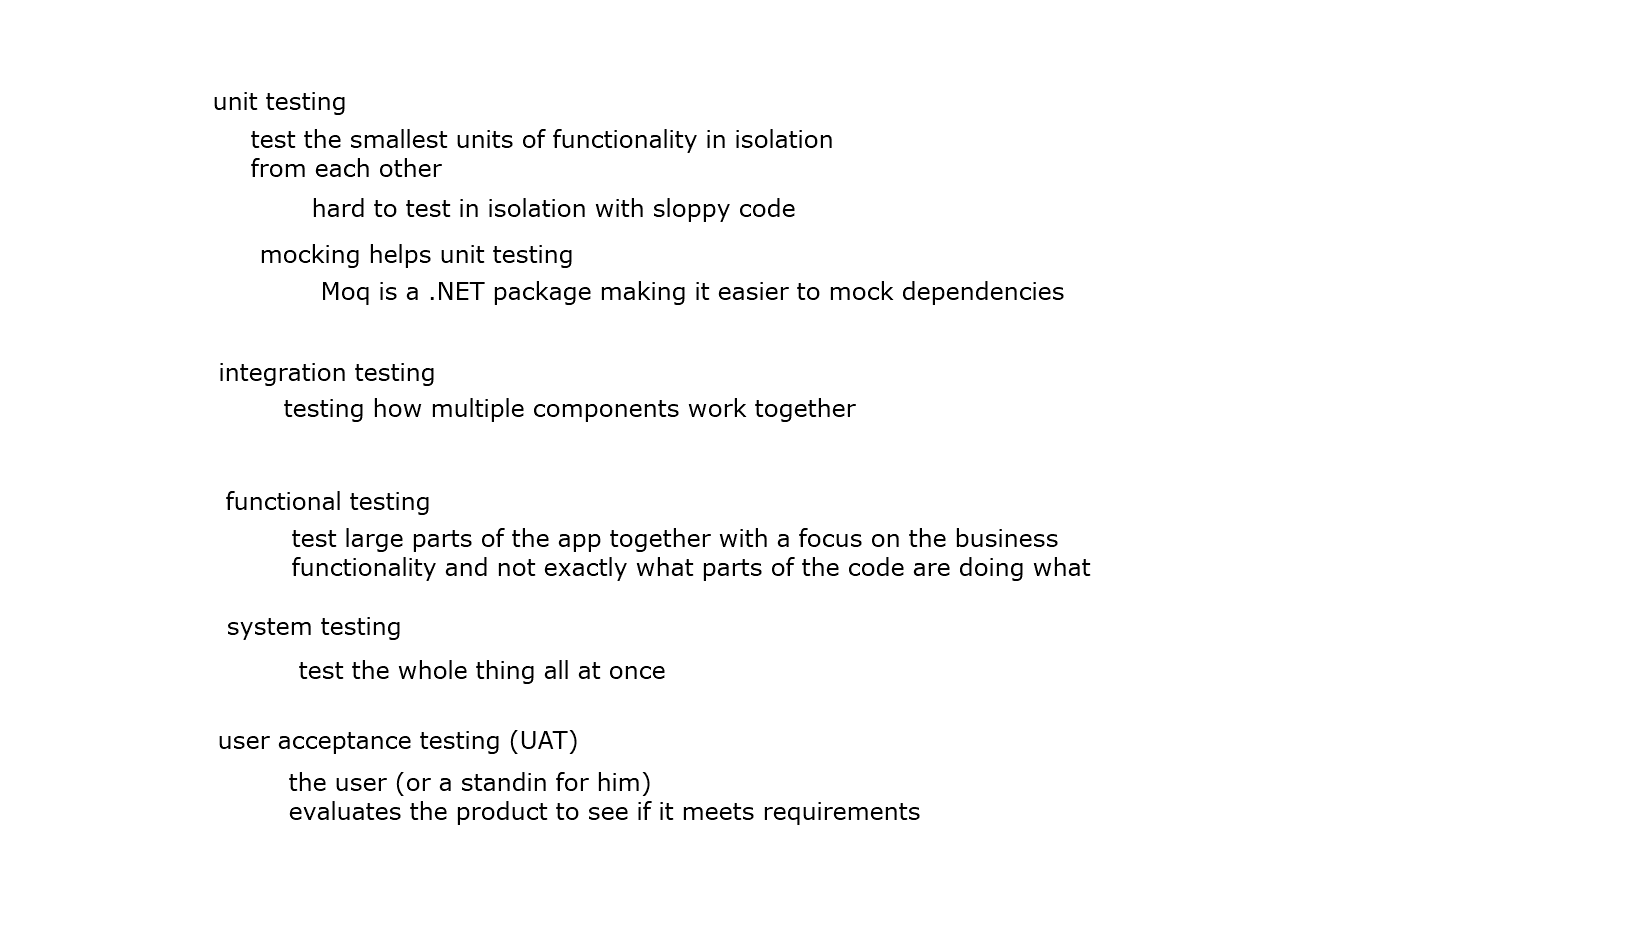 unit testing
test the smallest units of functionality in isolation
from each other
hard to test in isolation with sloppy code
mocking helps unit testing
Moq is a .NET package making it easier to mock dependencies
integration testing
testing how multiple components work together
functional testing
test large parts of the app together with a focus on the business
functionality and not exactly what parts of the code are doing what
system testing
test the whole thing all at once
user acceptance testing (UAT)
the user (or a standin for him)
evaluates the product to see if it meets requirements